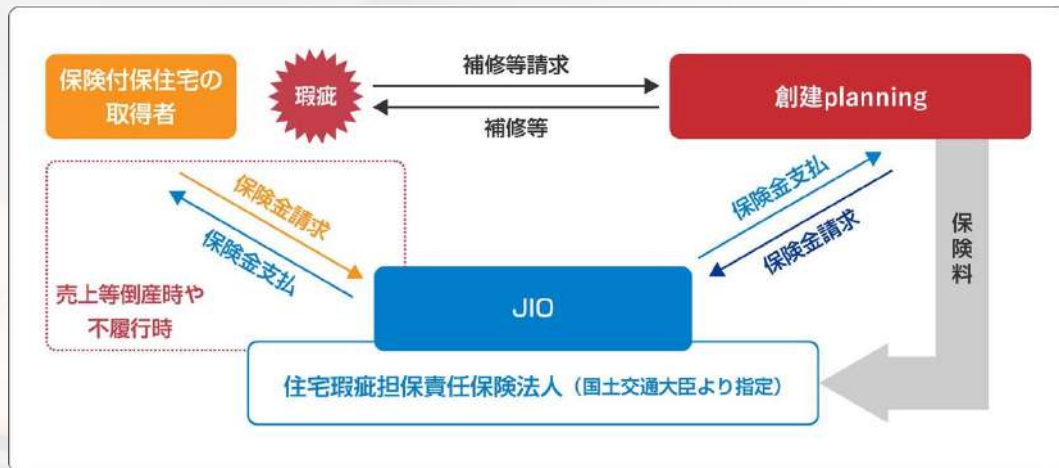 保険付保住宅の
取得者
瑕疵
補修等請求
補修等
創建planning
保険金請求
保険金支払
保険金支払
保険金請求
保険料
売上等倒産時や
不履行時
JIO
住宅瑕疵担保責任保険法人（国土交通大臣より指定）